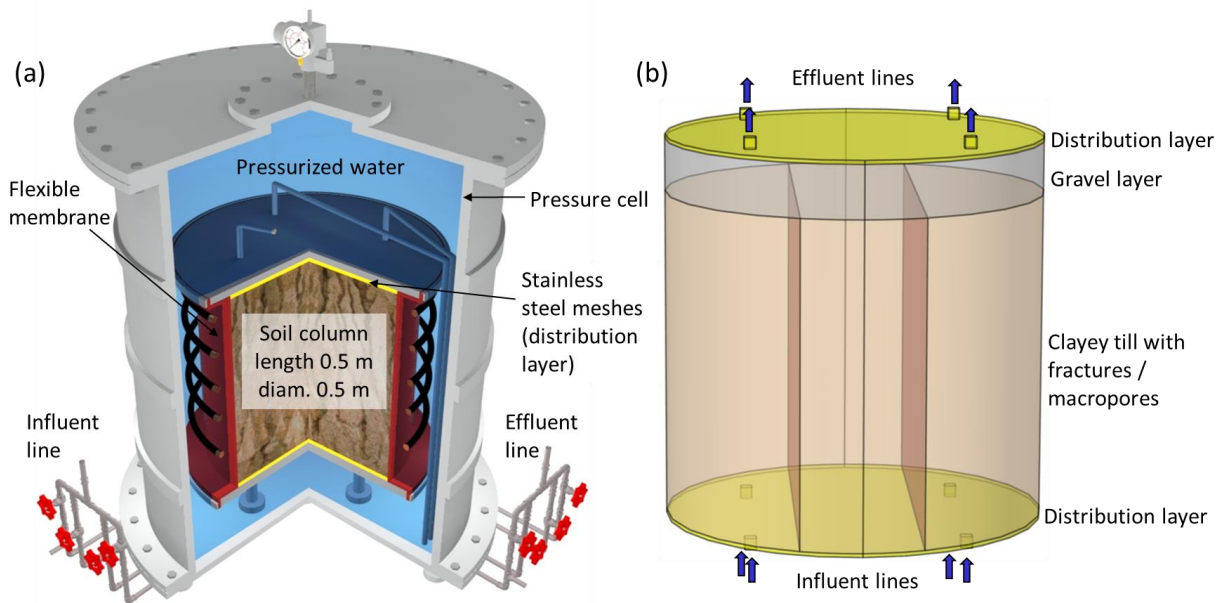 (a)
Pressurized water
Flexible
membrane
Pressure cell
Stainless
steel meshes
(distribution
layer)
Soil column
length 0.5 m
diam. 0.5 m
Influent
line
Effluent
line
(b)
Effluent lines
Distribution layer
Gravel layer
Clayey till with
fractures /
macropores
Distribution layer
Influent lines